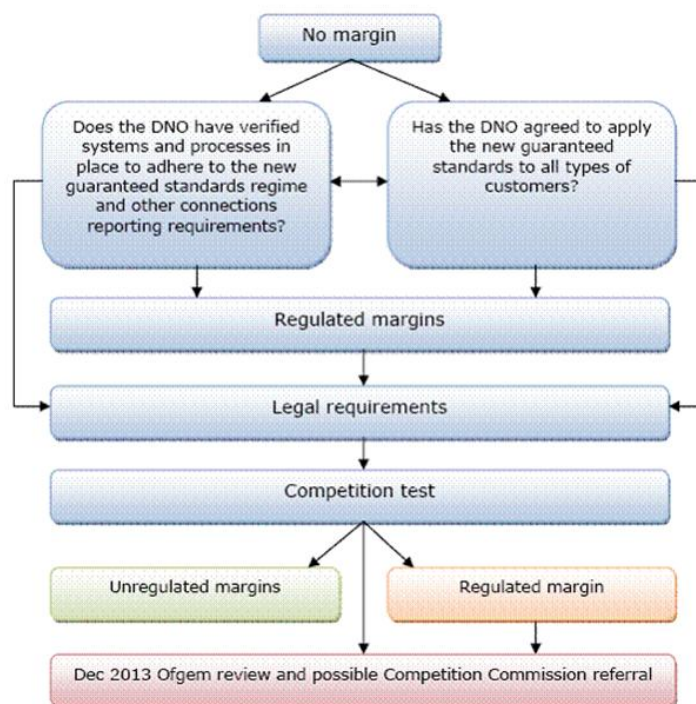 No margin
Does the DNO have verified
systems and processes in
place to adhere to the new
guaranteed standards regime
and other connections
reporting requirements?
Has the DNO agreed to apply
the new guaranteed
standards to all types of
customers?
Regulated margins
Legal requirements
Competition test
Unregulated margins
Regulated margin
Dec 2013 Ofgem review and possible Competition Commission referral